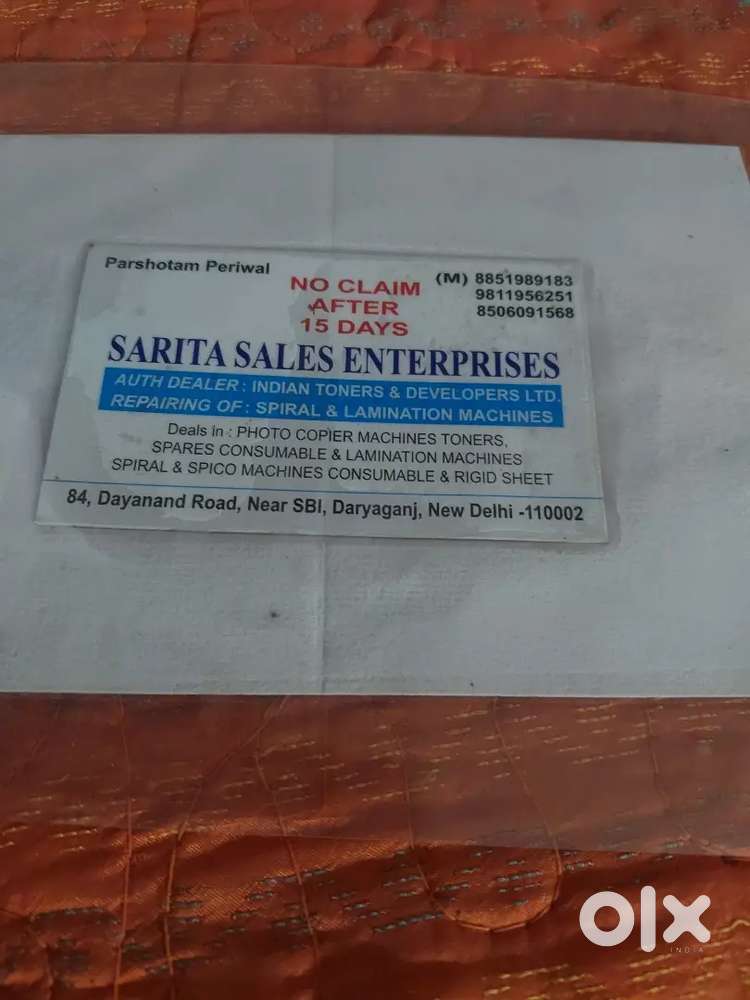 Parshotam Periwal
NO CLAIM
AFTER
15 DAYS
(M) 8851989183
9811956251
8506091568
SARITA SALES ENTERPRISES
AUTH DEALER : INDIAN TONERS & DEVELOPERS LTD.
REPAIRING OF : SPIRAL & LAMINATION MACHINES
Deals in : PHOTO COPIER MACHINES TONERS,
SPARES CONSUMABLE & LAMINATION MACHINES
SPIRAL & SPICO MACHINES CONSUMABLE & RIGID SHEET
84, Dayanand Road, Near SBI, Daryaganj, New Delhi -110002
olx
INDIA